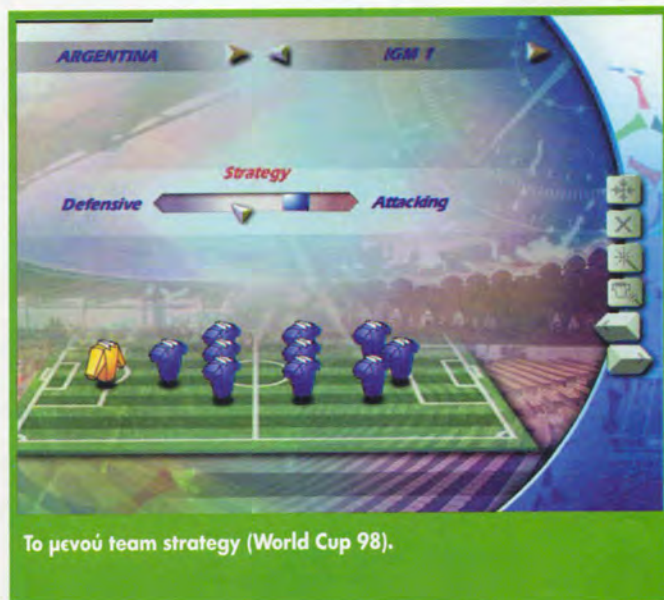 ARGENTINA
IGM 1
Strategy
Defensive
Attacking
Το μενού team strategy (World Cup 98).